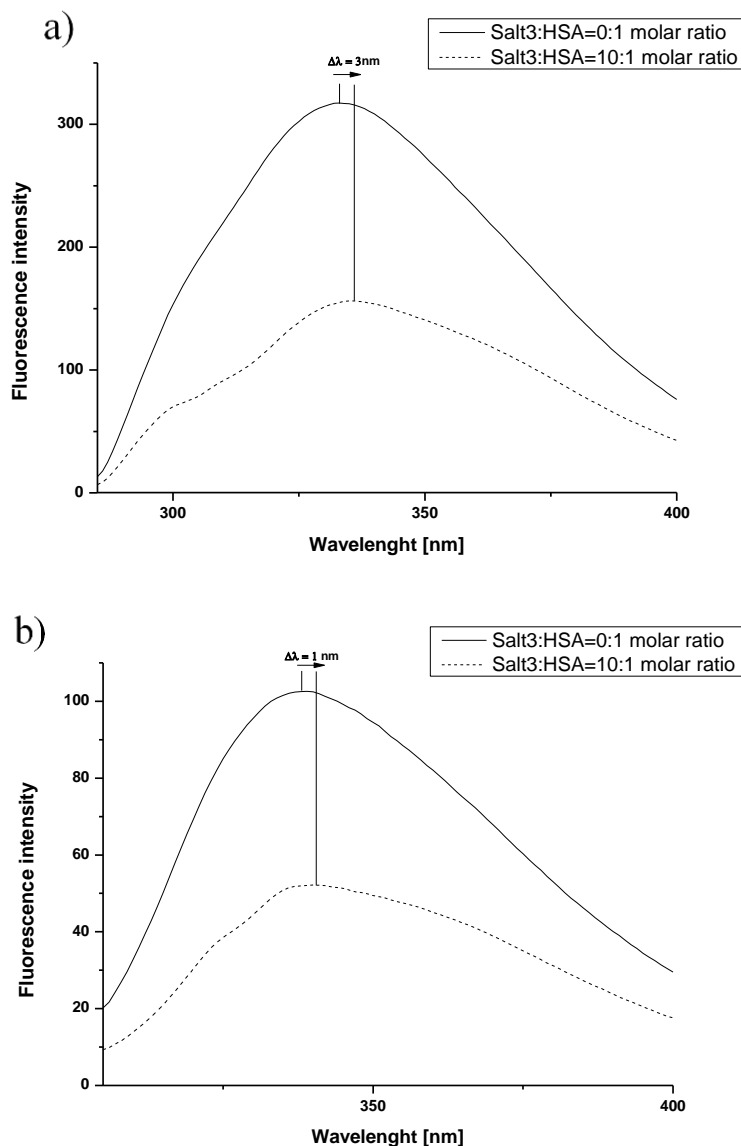 a)
Salt3:HSA=0:1 molar ratio
Salt3:HSA=10:1 molar ratio
Δλ = 3nm
300
200
100
0
Fluorescence intensity
300
350
400
Wavelenght [nm]
b)
Salt3:HSA=0:1 molar ratio
Salt3:HSA=10:1 molar ratio
Δλ = 1 nm
100
80
60
40
20
0
Fluorescence intensity
350
400
Wavelenght [nm]